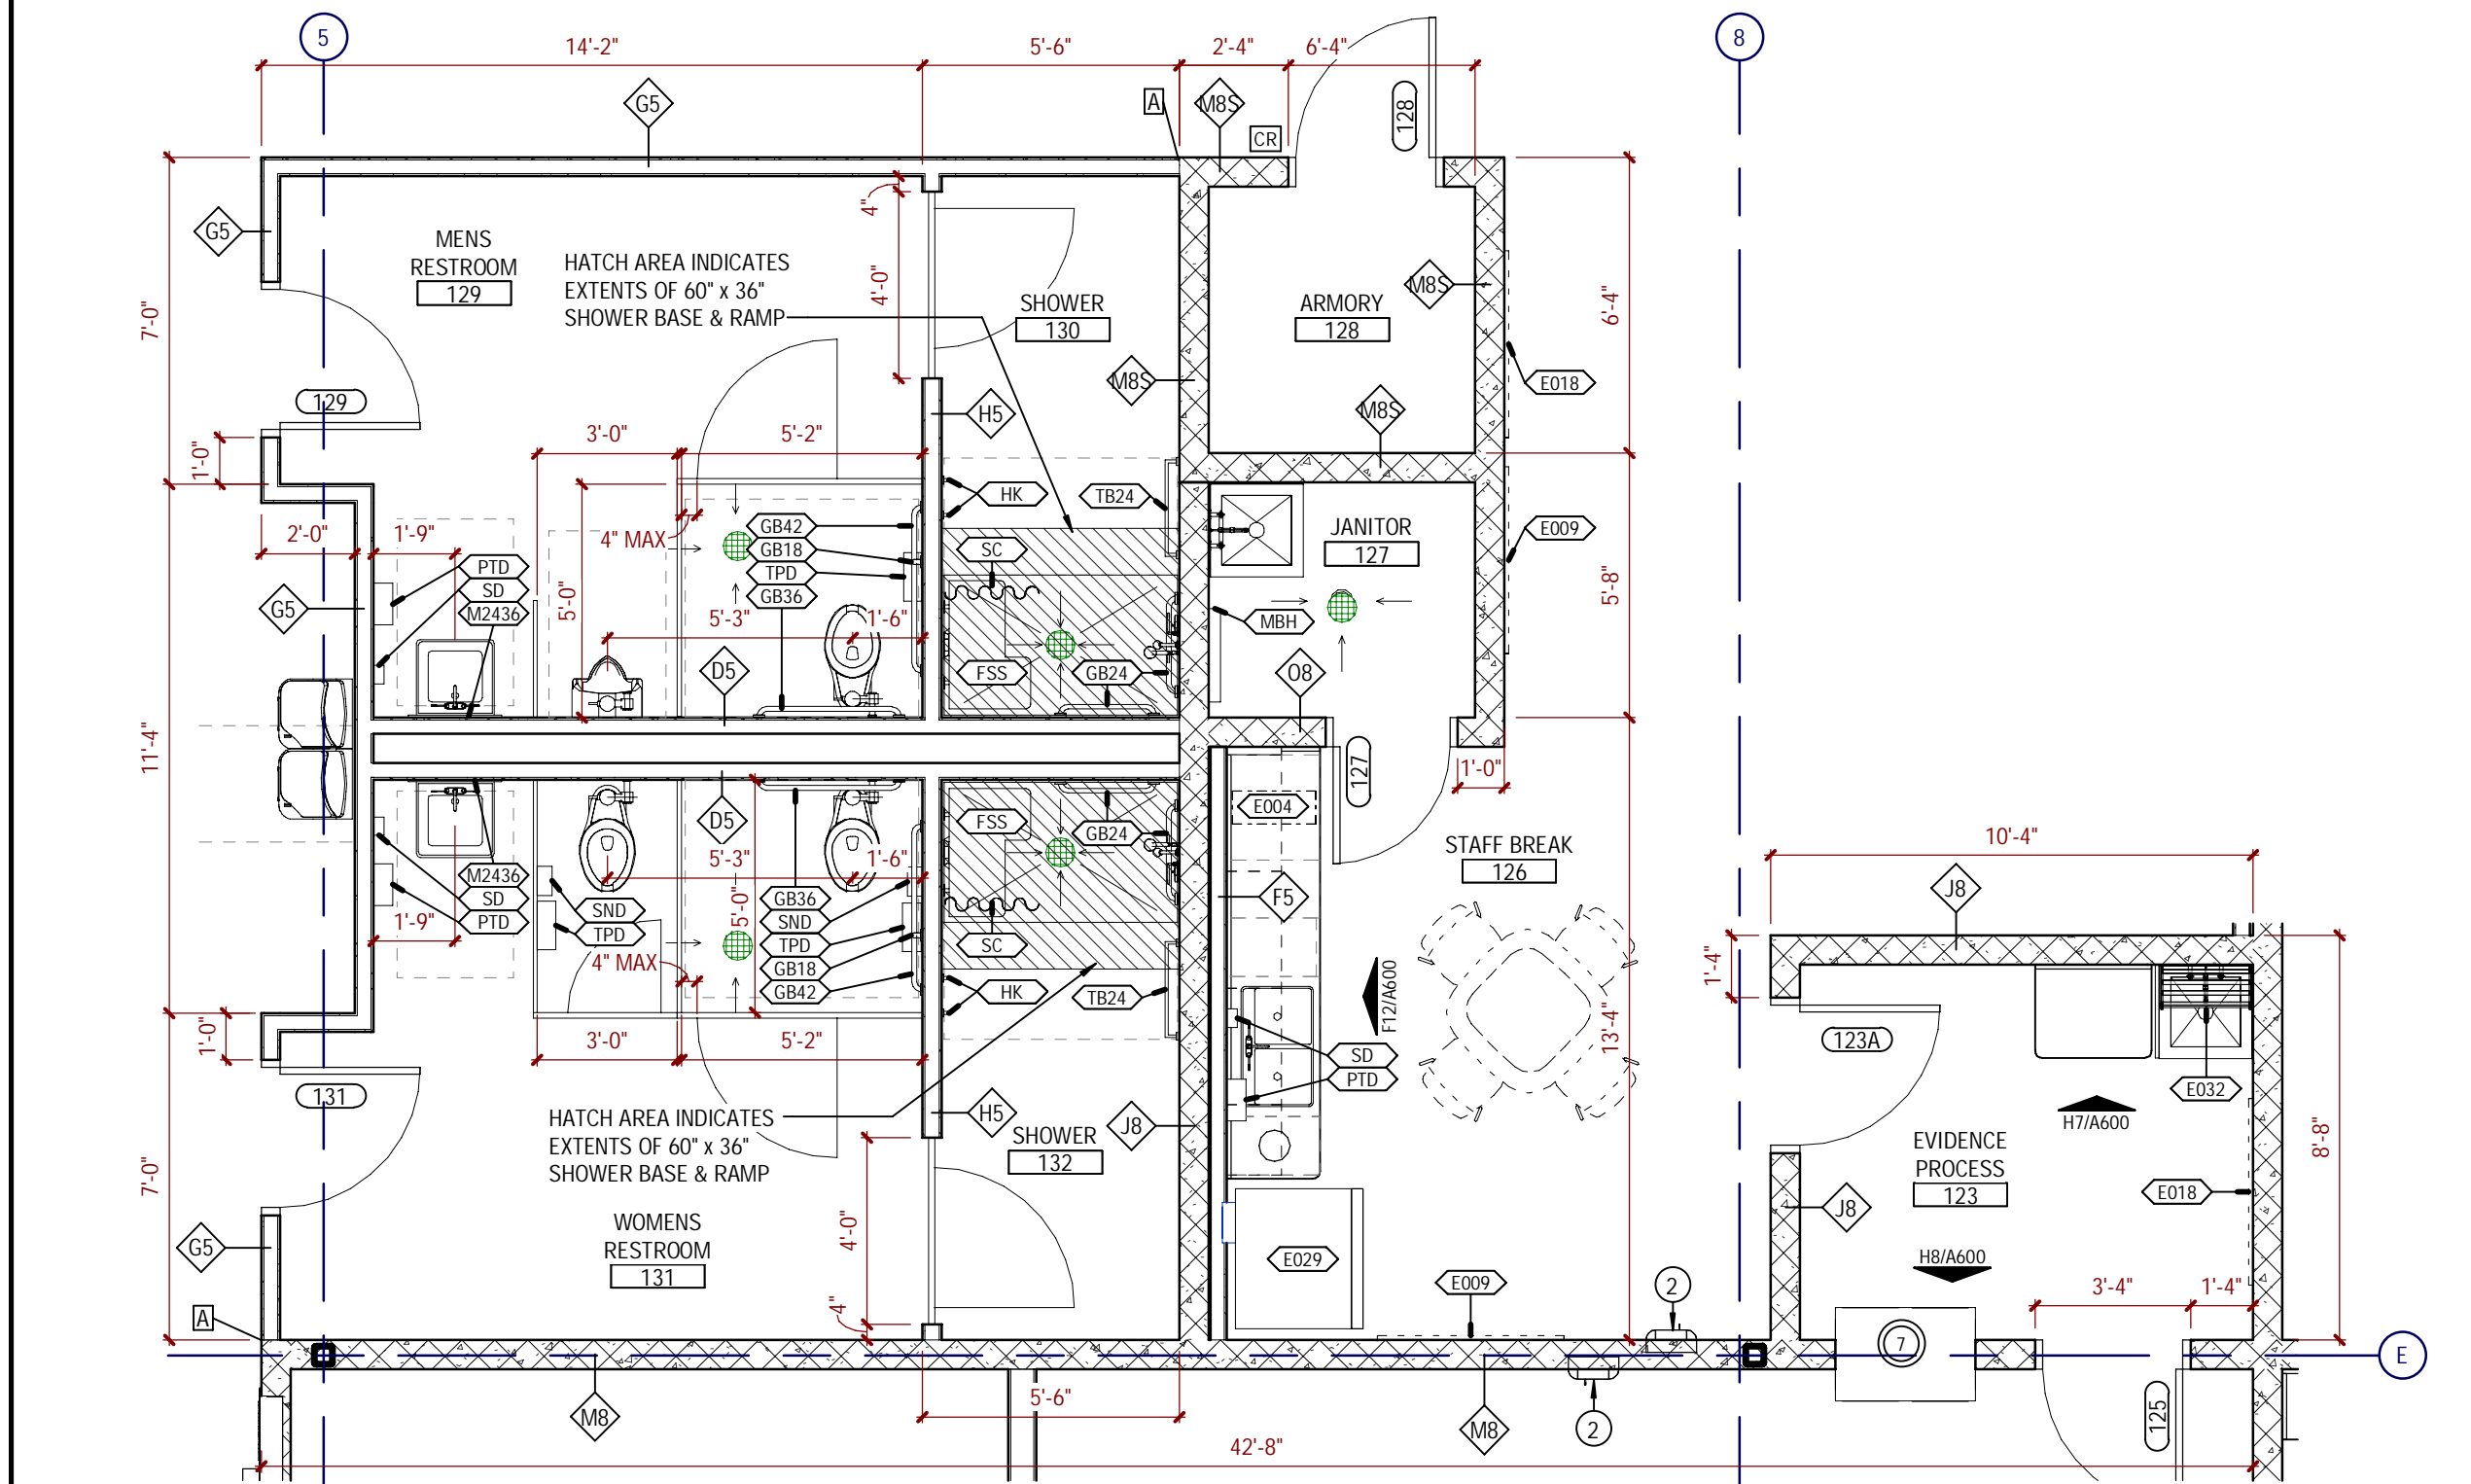 5
14'-2"
5'-6"
2'-4"
6'-4"
8
G5
A
M8S
CR
128
G5
MENS
RESTROOM
129
HATCH AREA INDICATES
EXTENTS OF 60" x 36"
SHOWER BASE & RAMP
4"
4'-0"
SHOWER
130
ARMORY
128
M8S
M8S
M8S
E018
6'-4"
7'-0"
129
H5
1'-0"
3'-0"
5'-2"
HK
TB24
JANITOR
127
E009
2'-0"
1'-9"
4" MAX
GB42
GB18
TPD
GB36
SC
PTD
SD
M2436
5'-0"
5'-3"
1'-6"
G5
D5
FSS
GB24
MBH
O8
5'-8"
11'-4"
127
1'-0"
E004
D5
FSS
GB24
5'-3"
1'-6"
STAFF BREAK
126
10'-4"
M2436
SD
PTD
1'-9"
SND
TPD
5'-0"
GB36
SND
TPD
GB18
GB42
SC
F5
J8
4" MAX
HK
TB24
F12/A600
13'-4"
1'-4"
1'-0"
3'-0"
5'-2"
SD
PTD
123A
E032
131
HATCH AREA INDICATES
EXTENTS OF 60" x 36"
SHOWER BASE & RAMP
H5
SHOWER
132
J8
H7/A600
EVIDENCE
PROCESS
123
8'-8"
7'-0"
E018
J8
WOMENS
RESTROOM
131
4'-0"
G5
E029
H8/A600
E009
2
3'-4"
1'-4"
A
4"
7
E
5'-6"
M8
M8
2
125
42'-8"